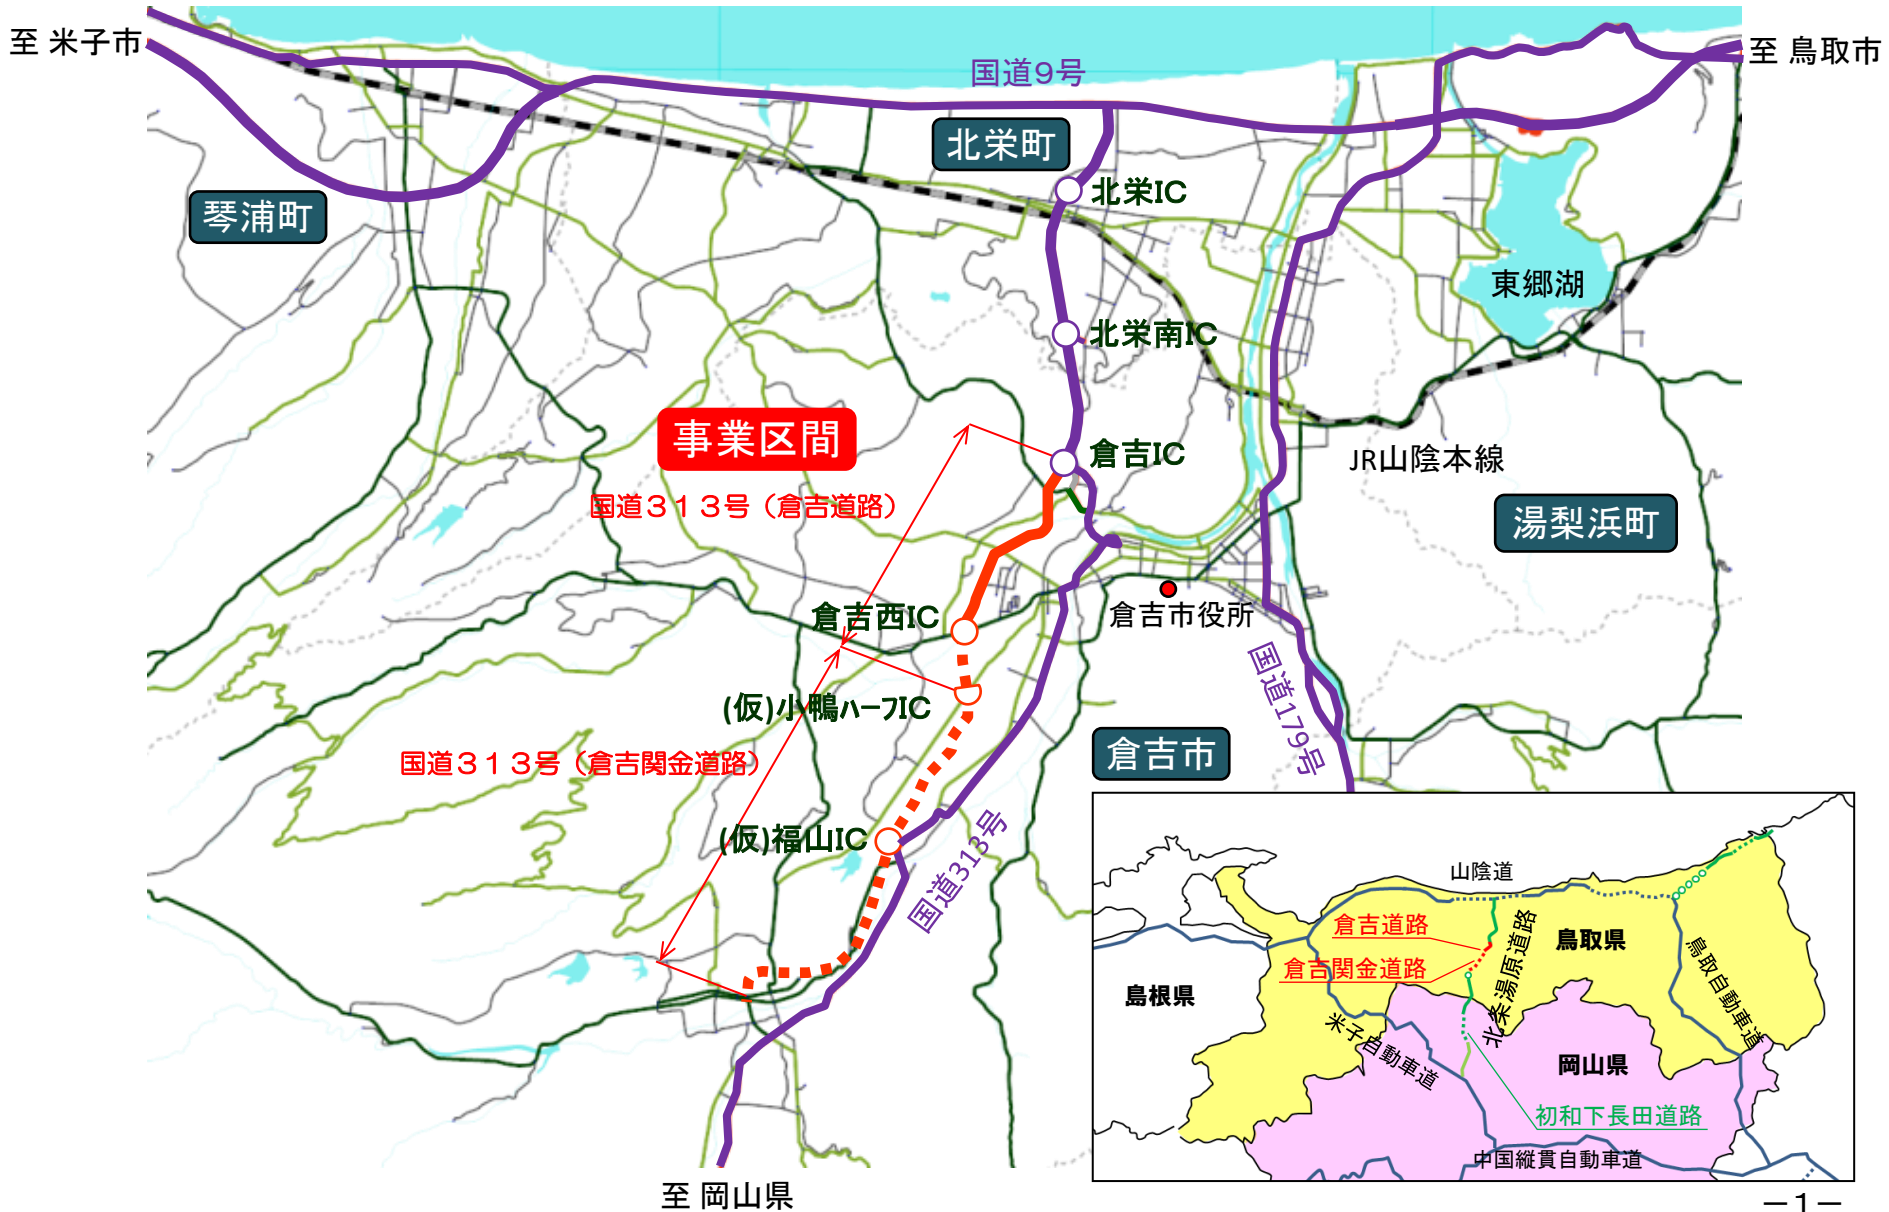 至 米子市
至 鳥取市
国道9号
北栄町
北栄IC
琴浦町
東郷湖
北栄南IC
事業区間
倉吉IC
JR山陰本線
国道３１３号（倉吉道路）
湯梨浜町
倉吉西IC
倉吉市役所
国道179号
(仮)小鴨ハーフIC
国道３１３号（倉吉関金道路）
倉吉市
(仮)福山IC
国道313号
山陰道
倉吉道路
鳥取県
倉吉関金道路
北条湯原道路
鳥取自動車道
島根県
米子自動車道
岡山県
初和下長田道路
中国縦貫自動車道
至 岡山県
－1－